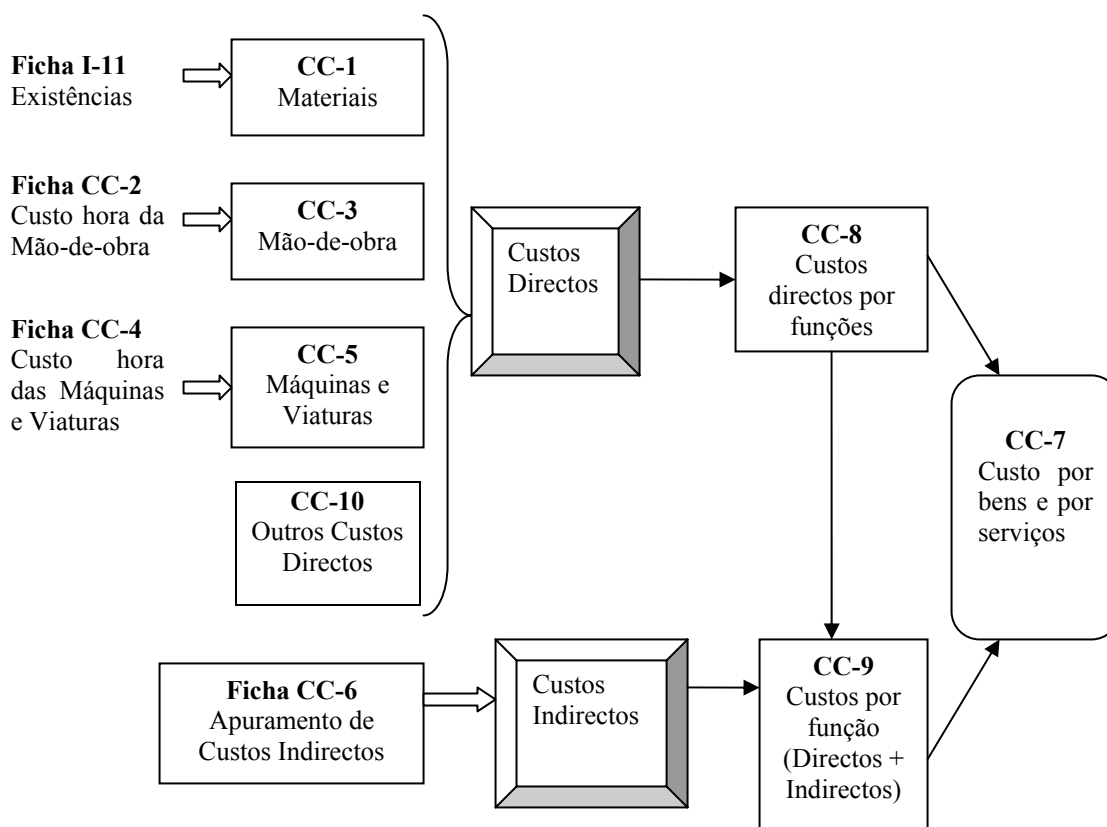 Ficha I-11
Existências
CC-1
Materiais
Ficha CC-2
Custo hora da
Mão-de-obra
CC-3
Mão-de-obra
Ficha CC-4
Custo hora
das Máquinas
e Viaturas
CC-5
Máquinas e
Viaturas
CC-10
Outros Custos
Directos
Custos
Directos
CC-8
Custos
directos por
funções
CC-7
Custo por
bens e por
serviços
Ficha CC-6
Apuramento de
Custos Indirectos
Custos
Indirectos
CC-9
Custos por
função
(Directos +
Indirectos)